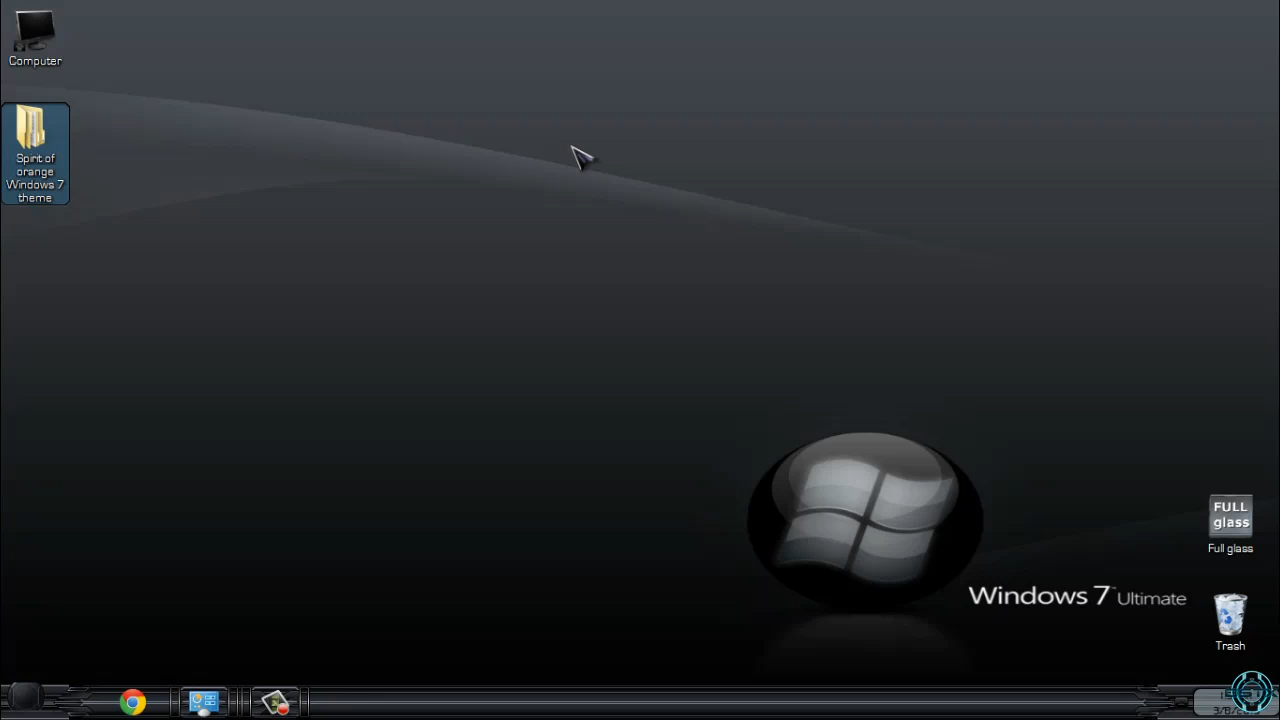 Computer
Spirit of
orange
Windows 7
theme
FULL
glass
Full glass
Windows 7 Ultimate
Trash